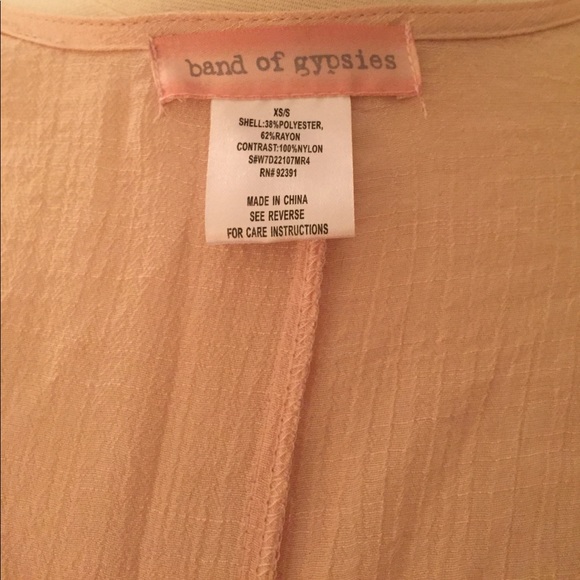 band of gypsies
XS/S
SHELL:38%POLYESTER,
62%RAYON
CONTRAST:100%NYLON
S#W7D22107MR4
RN# 92391
MADE IN CHINA
SEE REVERSE
FOR CARE INSTRUCTIONS